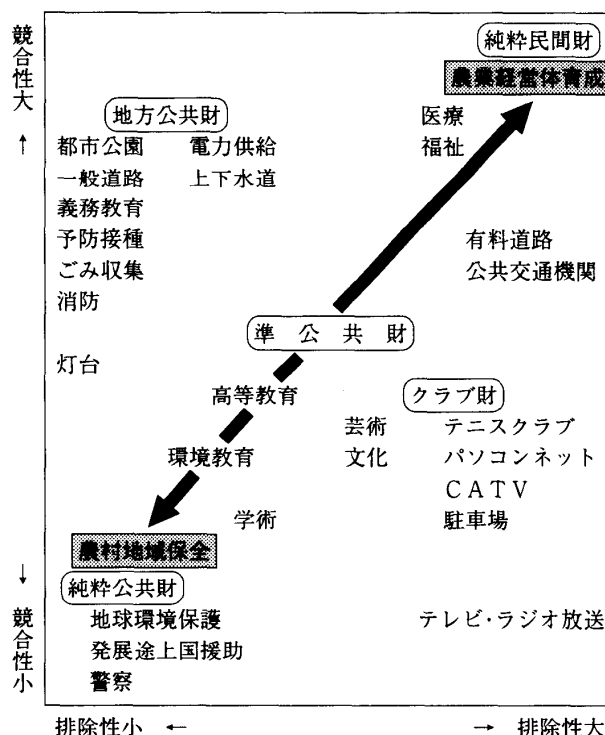 競合性大
↑
純粋民間財
農業経営体育成
地方公共財
医療
福祉
都市公園 電力供給
一般道路 上下水道
義務教育
予防接種
ごみ収集
消防
有料道路
公共交通機関
準公共財
灯台
高等教育
クラブ財
芸術 テニスクラブ
環境教育 文化 パソコンネット
CATV
学術 駐車場
農村地域保全
純粋公共財
地球環境保護 テレビ・ラジオ放送
発展途上国援助
警察
↓
競合性小
排除性小 ← → 排除性大